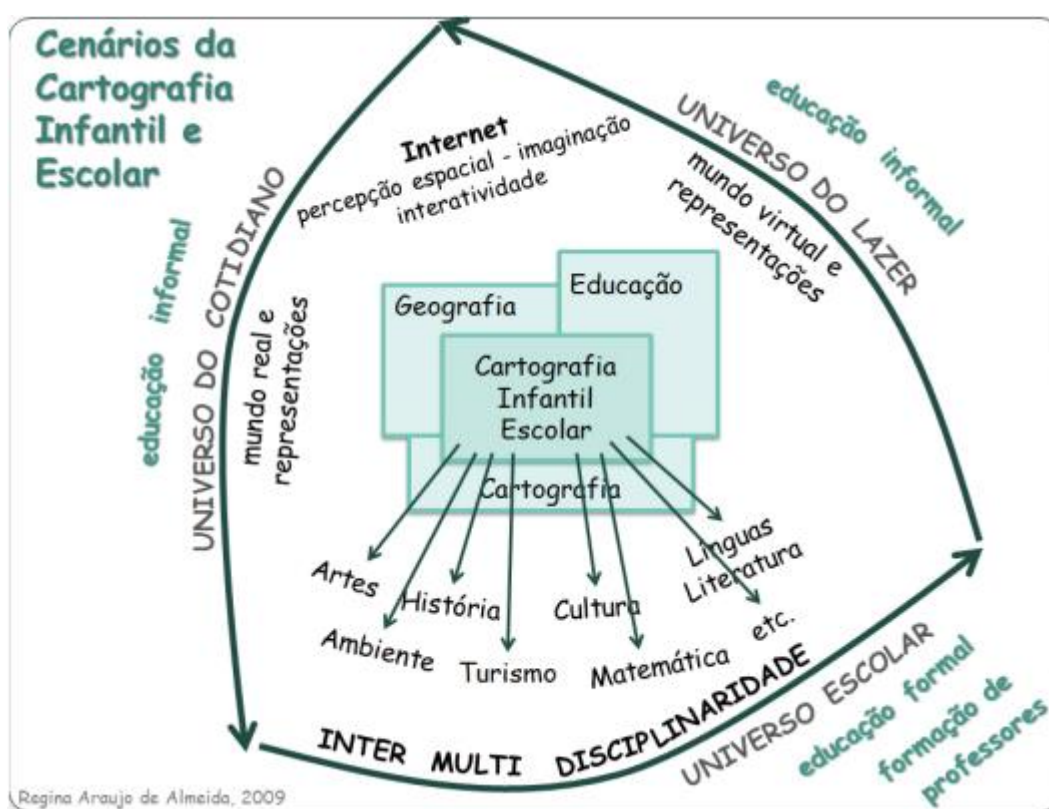 Cenários da
Cartografia
Infantil e
Escolar
educação informal
UNIVERSO DO COTIDIANO
mundo real e
representações
Internet
percepção espacial - imaginação
interatividade
educação informal
UNIVERSO DO LAZER
mundo virtual e
representações
Geografia
Educação
Cartografia
Infantil
Escolar
Cartografia
Artes
História
Cultura
Línguas
Literatura
Ambiente
Turismo
Matemática
etc.
INTER MULTI DISCIPLINARIDADE
UNIVERSO ESCOLAR
educação formal
formação de
professores
Regina Araujo de Almeida, 2009